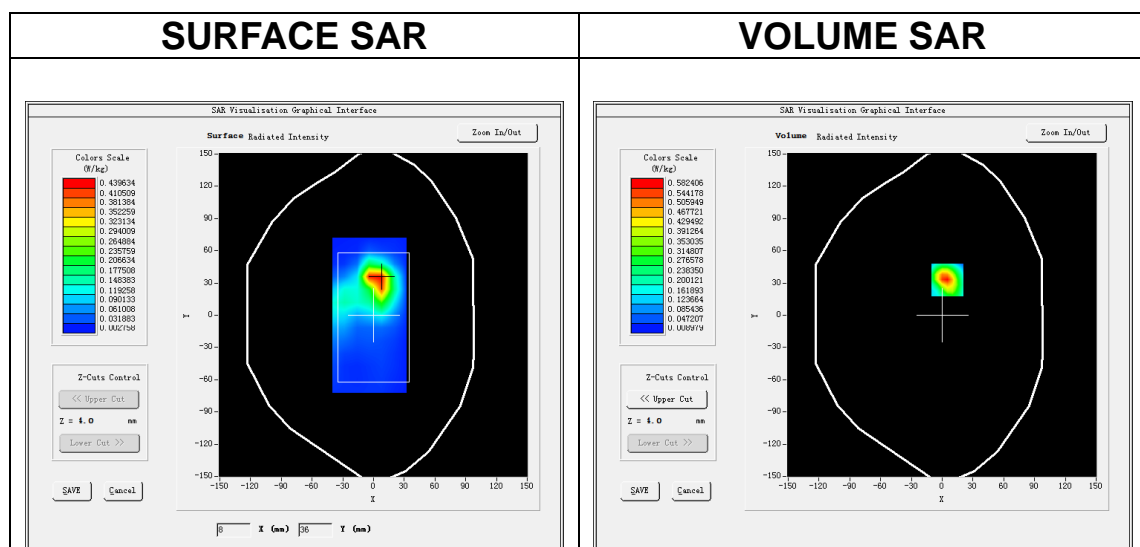 SURFACE SAR
VOLUME SAR
SAR Visualisation Graphical Interface
Surface Radiated Intensity
Zoom In/Out
Colors Scale
(W/kg)
0.439634
0.410509
0.381384
0.352259
0.323134
0.294009
0.264884
0.235759
0.206634
0.177508
0.148383
0.119258
0.090133
0.061008
0.031883
0.002758
Z-Cuts Control
<< Upper Cut
Z = 4.0 mm
Lower Cut >>
SAVE
Cancel
150
120
90
60
30
0
-30
-60
-90
-120
-150
Y
-150 -120 -90 -60 -30 0 30 60 90 120 150
X
8 X (mm) 36 Y (mm)
SAR Visualisation Graphical Interface
Volume Radiated Intensity
Zoom In/Out
Colors Scale
(W/kg)
0.582406
0.544178
0.505949
0.467721
0.429492
0.391264
0.353035
0.314807
0.276578
0.238350
0.200121
0.161893
0.123664
0.085436
0.047207
0.008979
Z-Cuts Control
<< Upper Cut
Z = 4.0 mm
Lower Cut >>
SAVE
Cancel
150
120
90
60
30
0
-30
-60
-90
-120
-150
Y
-150 -120 -90 -60 -30 0 30 60 90 120 150
X